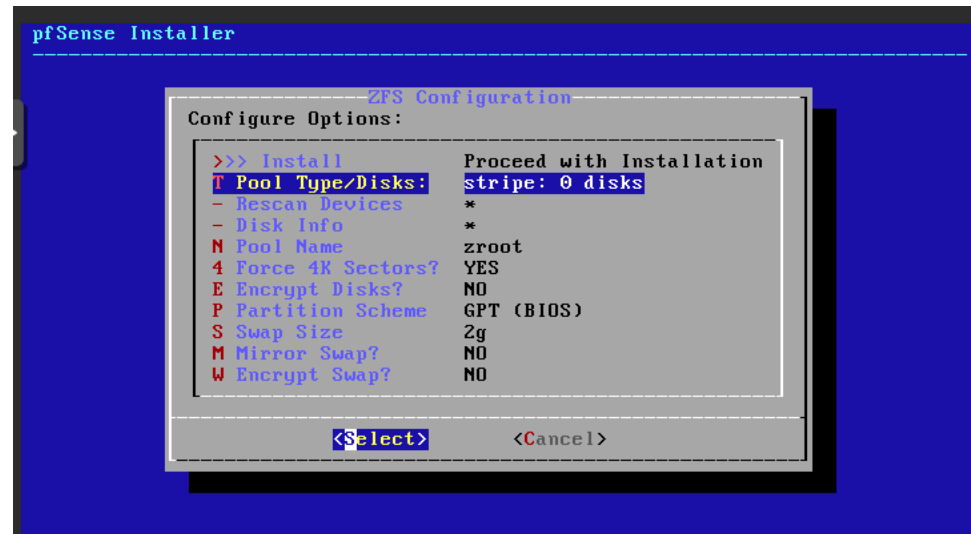 pfSense Installer
ZFS Configuration
Configure Options:
>>> Install Proceed with Installation
T Pool Type/Disks: stripe: 0 disks
- Rescan Devices *
- Disk Info *
N Pool Name zroot
4 Force 4K Sectors? YES
E Encrypt Disks? NO
P Partition Scheme GPT (BIOS)
S Swap Size 2g
M Mirror Swap? NO
W Encrypt Swap? NO
<Select> <Cancel>